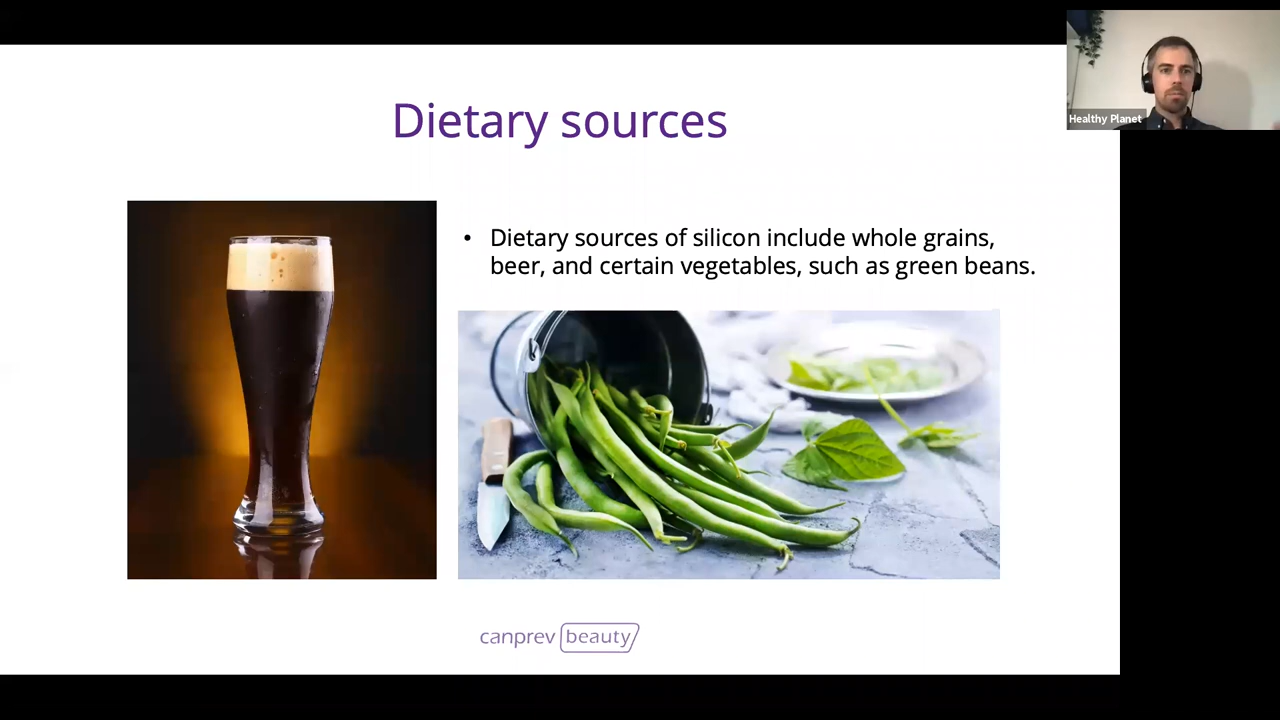 Dietary sources
Healthy Planet
• Dietary sources of silicon include whole grains,
beer, and certain vegetables, such as green beans.
canprev beauty